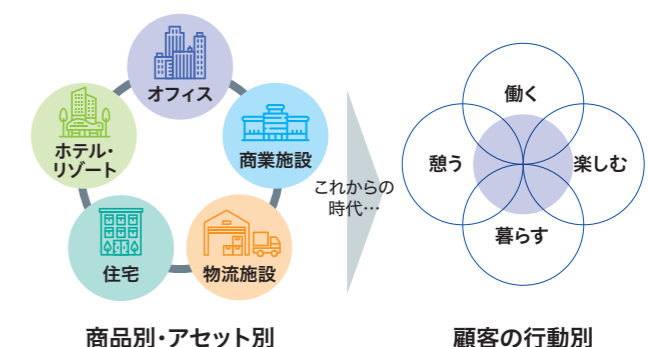 オフィス
ホテル・
リゾート
商業施設
住宅
物流施設
商品別・アセット別
これからの
時代…
働く
憩う
楽しむ
暮らす
顧客の行動別